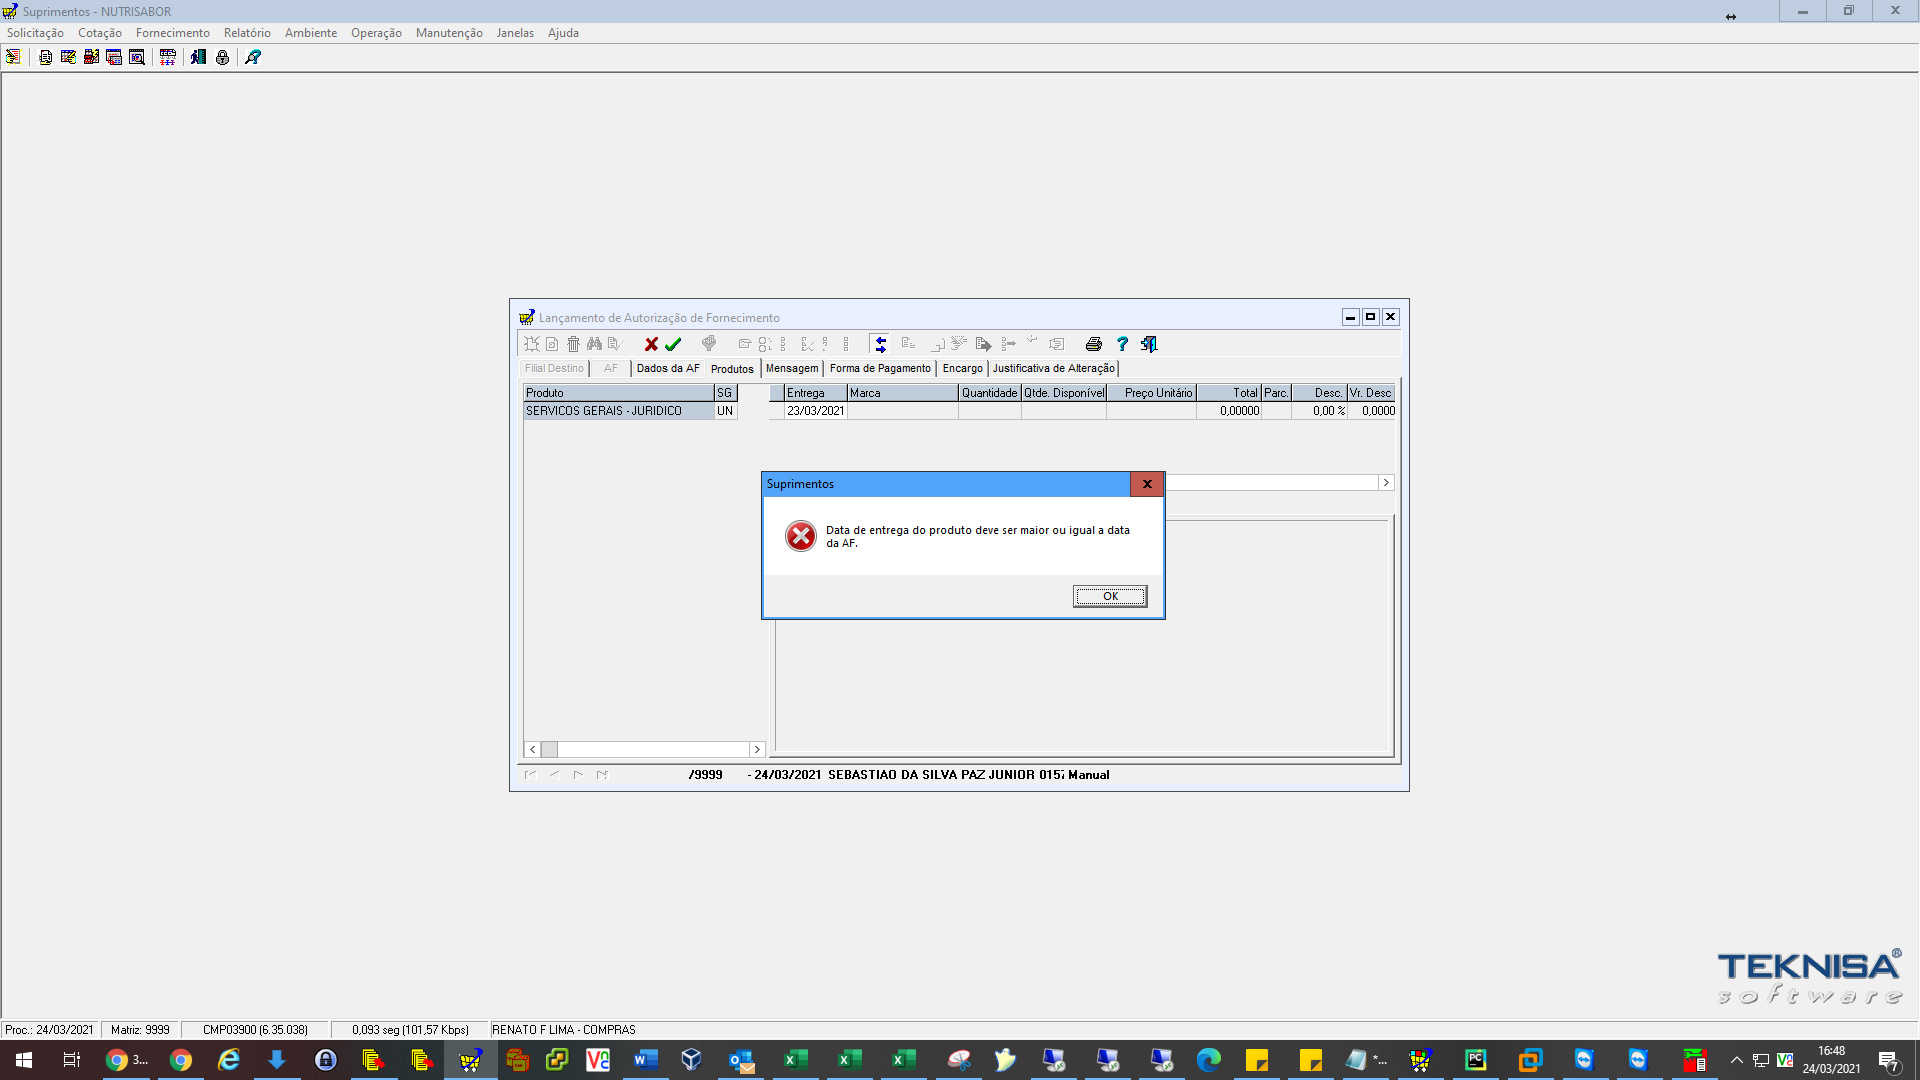 Suprimentos - NUTRISABOR
Solicitação Cotação Fornecimento Relatório Ambiente Operação Manutenção Janelas Ajuda
Lançamento de Autorização de Fornecimento
Filial Destino AF Dados da AF Produtos Mensagem Forma de Pagamento Encargo Justificativa de Alteração
Produto SG Entrega Marca Quantidade Qtde. Disponível Preço Unitário Total Parc. Desc. Vr. Desc
SERVICOS GERAIS - JURIDICO UN 23/03/2021 0,00000 0,00 % 0,0000
Suprimentos
Data de entrega do produto deve ser maior ou igual a data
da AF.
OK
/9999 - 24/03/2021 SEBASTIAO DA SILVA PAZ JUNIOR 0157 Manual
TEKNISA®
software
Proc.: 24/03/2021 Matriz: 9999 CMP03900 (6.35.038) 0,093 seg (101,57 Kbps) RENATO F LIMA - COMPRAS
3...
*...
16:48
24/03/2021
7